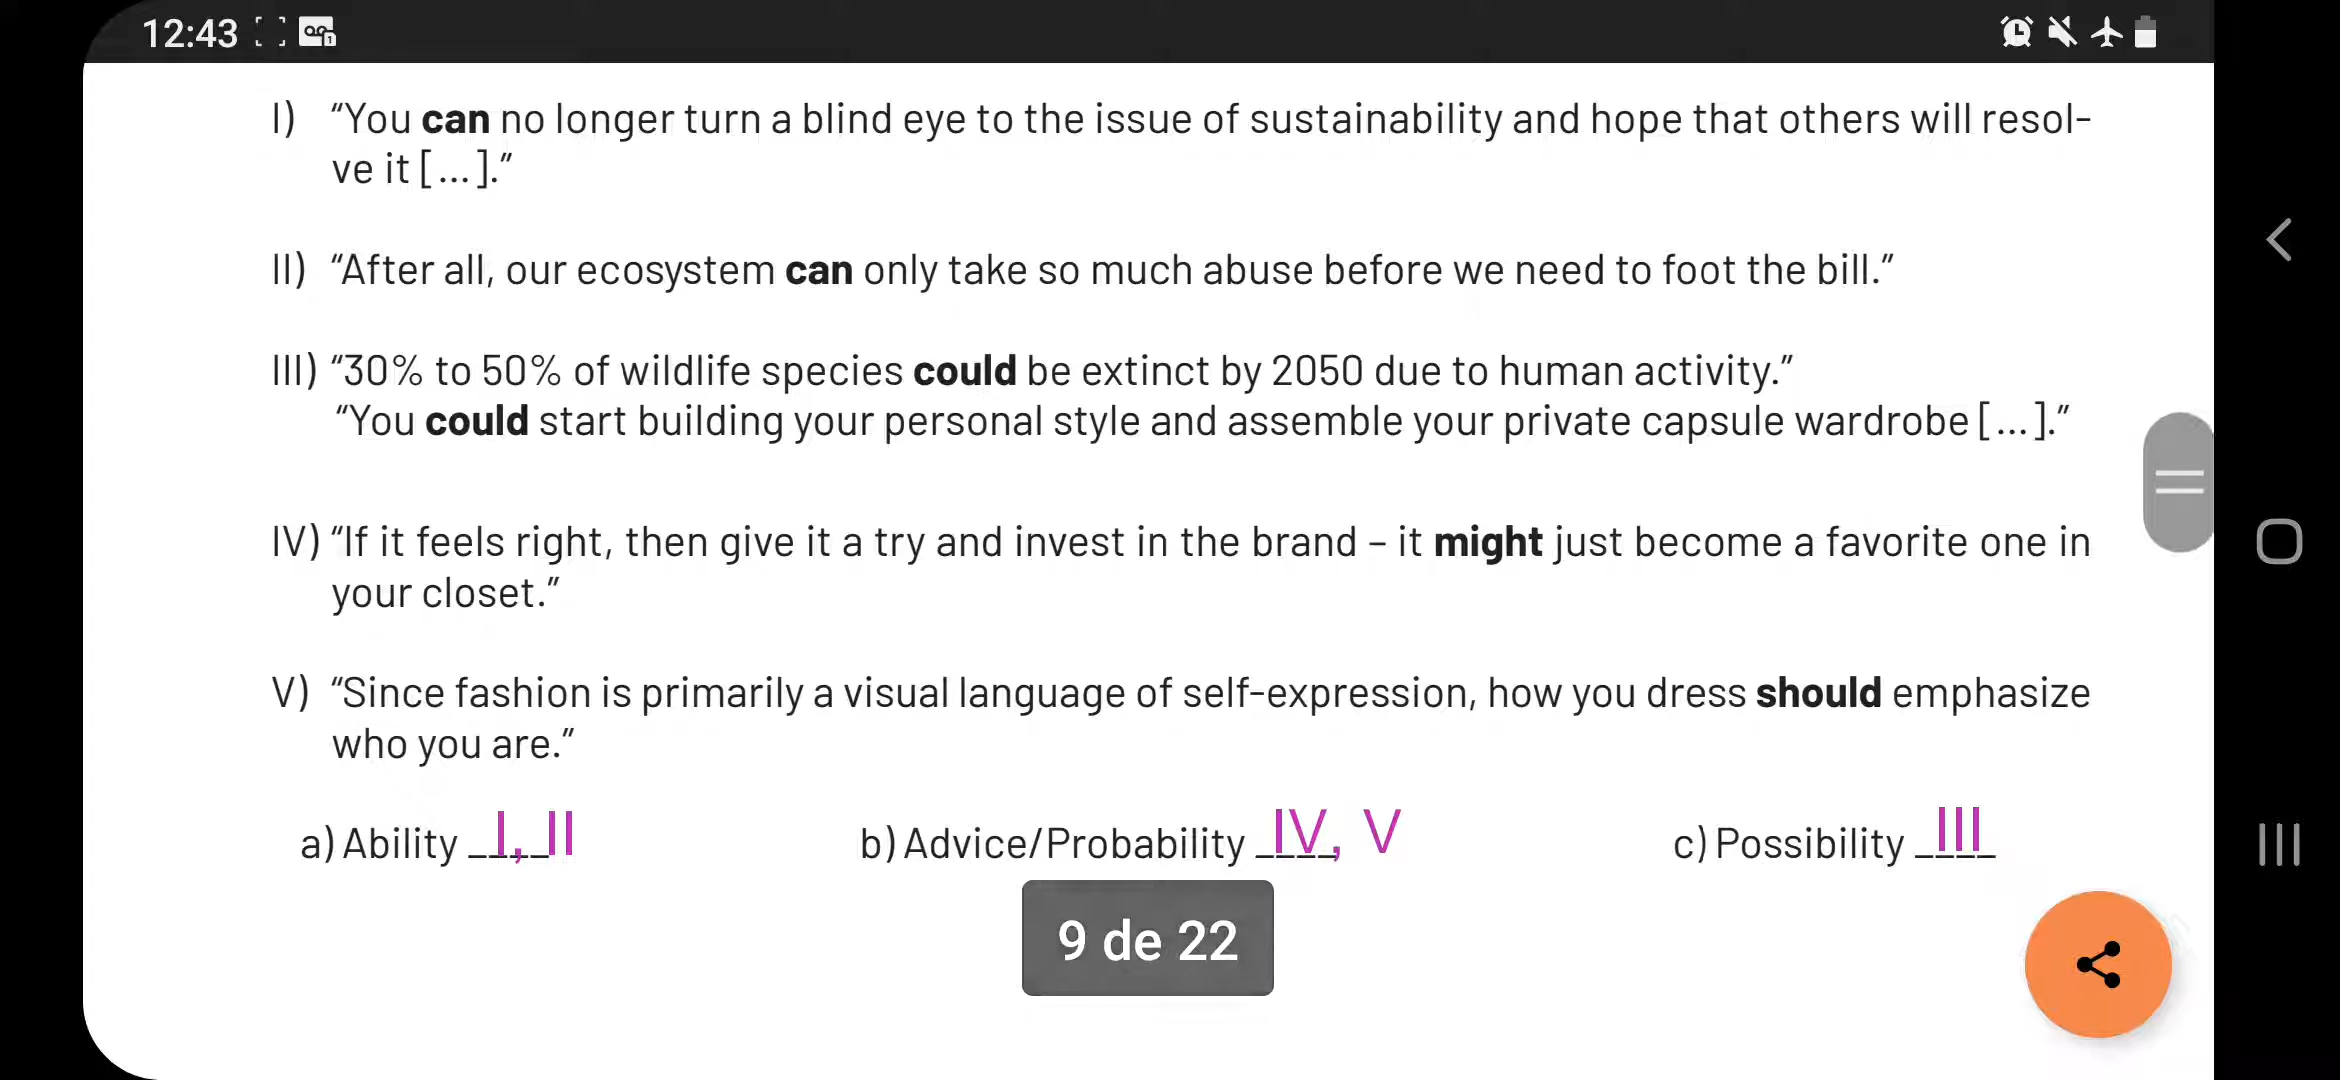 12:43
I) “You can no longer turn a blind eye to the issue of sustainability and hope that others will resol-
ve it [...].”
II) “After all, our ecosystem can only take so much abuse before we need to foot the bill.”
III) “30% to 50% of wildlife species could be extinct by 2050 due to human activity.”
“You could start building your personal style and assemble your private capsule wardrobe [...].”
IV) “If it feels right, then give it a try and invest in the brand – it might just become a favorite one in
your closet.”
V) “Since fashion is primarily a visual language of self-expression, how you dress should emphasize
who you are.”
a) Ability I, II b) Advice/Probability IV, V c) Possibility III
9 de 22